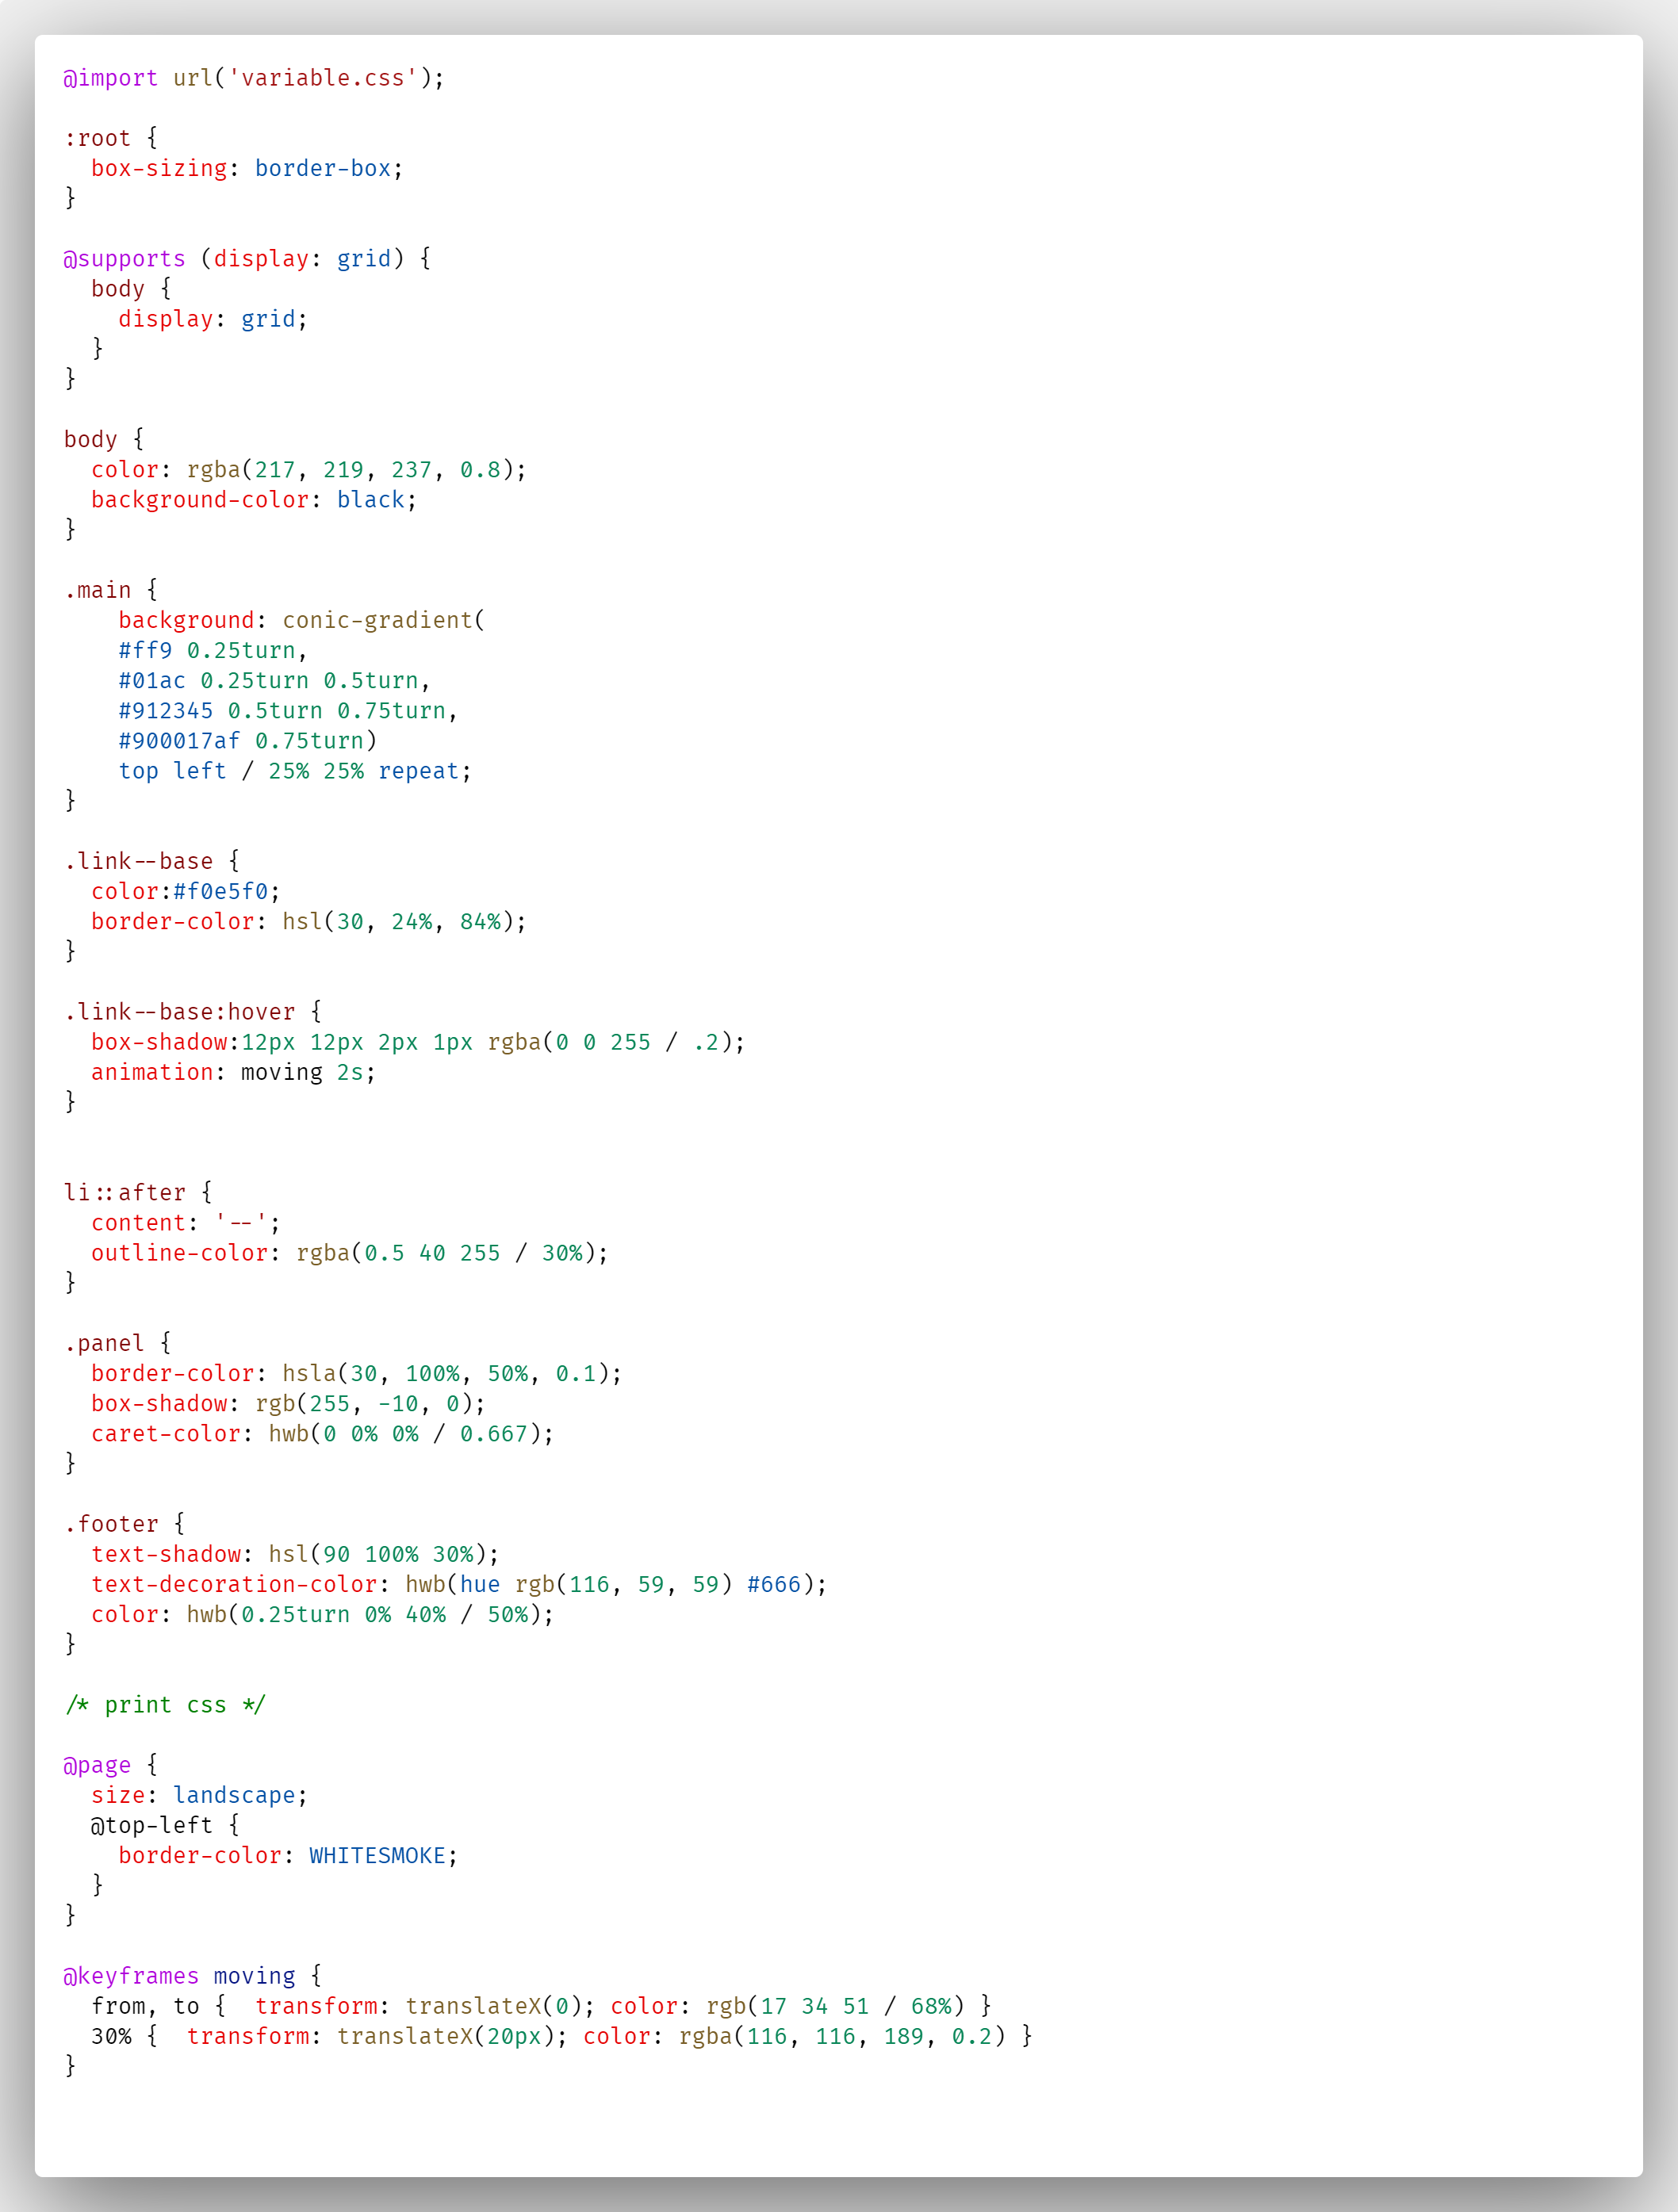 @import url('variable.css');

:root {
  box-sizing: border-box;
}

@supports (display: grid) {
  body {
    display: grid;
  }
}

body {
  color: rgba(217, 219, 237, 0.8);
  background-color: black;
}

.main {
    background: conic-gradient(
    #ff9 0.25turn,
    #01ac 0.25turn 0.5turn,
    #912345 0.5turn 0.75turn,
    #900017af 0.75turn)
    top left / 25% 25% repeat;
}

.link--base {
  color:#f0e5f0;
  border-color: hsl(30, 24%, 84%);
}

.link--base:hover {
  box-shadow:12px 12px 2px 1px rgba(0 0 255 / .2);
  animation: moving 2s;
}


li::after {
  content: '--';
  outline-color: rgba(0.5 40 255 / 30%);
}

.panel {
  border-color: hsla(30, 100%, 50%, 0.1);
  box-shadow: rgb(255, -10, 0);
  caret-color: hwb(0 0% 0% / 0.667);
}

.footer {
  text-shadow: hsl(90 100% 30%);
  text-decoration-color: hwb(hue rgb(116, 59, 59) #666);
  color: hwb(0.25turn 0% 40% / 50%);
}

/* print css */

@page {
  size: landscape;
  @top-left {
    border-color: WHITESMOKE;
  }
}

@keyframes moving {
  from, to {  transform: translateX(0); color: rgb(17 34 51 / 68%) }
  30% {  transform: translateX(20px); color: rgba(116, 116, 189, 0.2) }
}